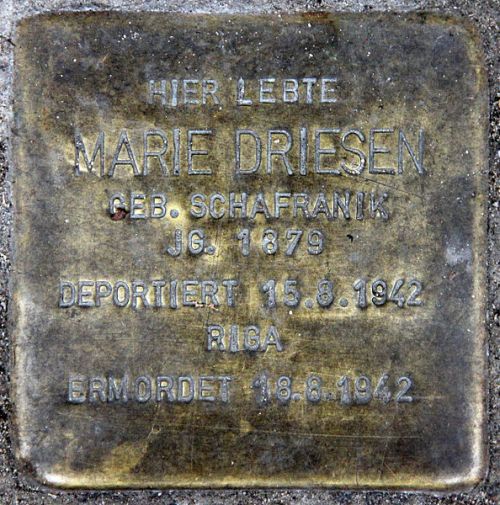 HIER LEBTE
MARIE DRIESEN
GEB. SCHAFRANIK
JG. 1879
DEPORTIERT 15.8.1942
RIGA
ERMORDET 18.8.1942